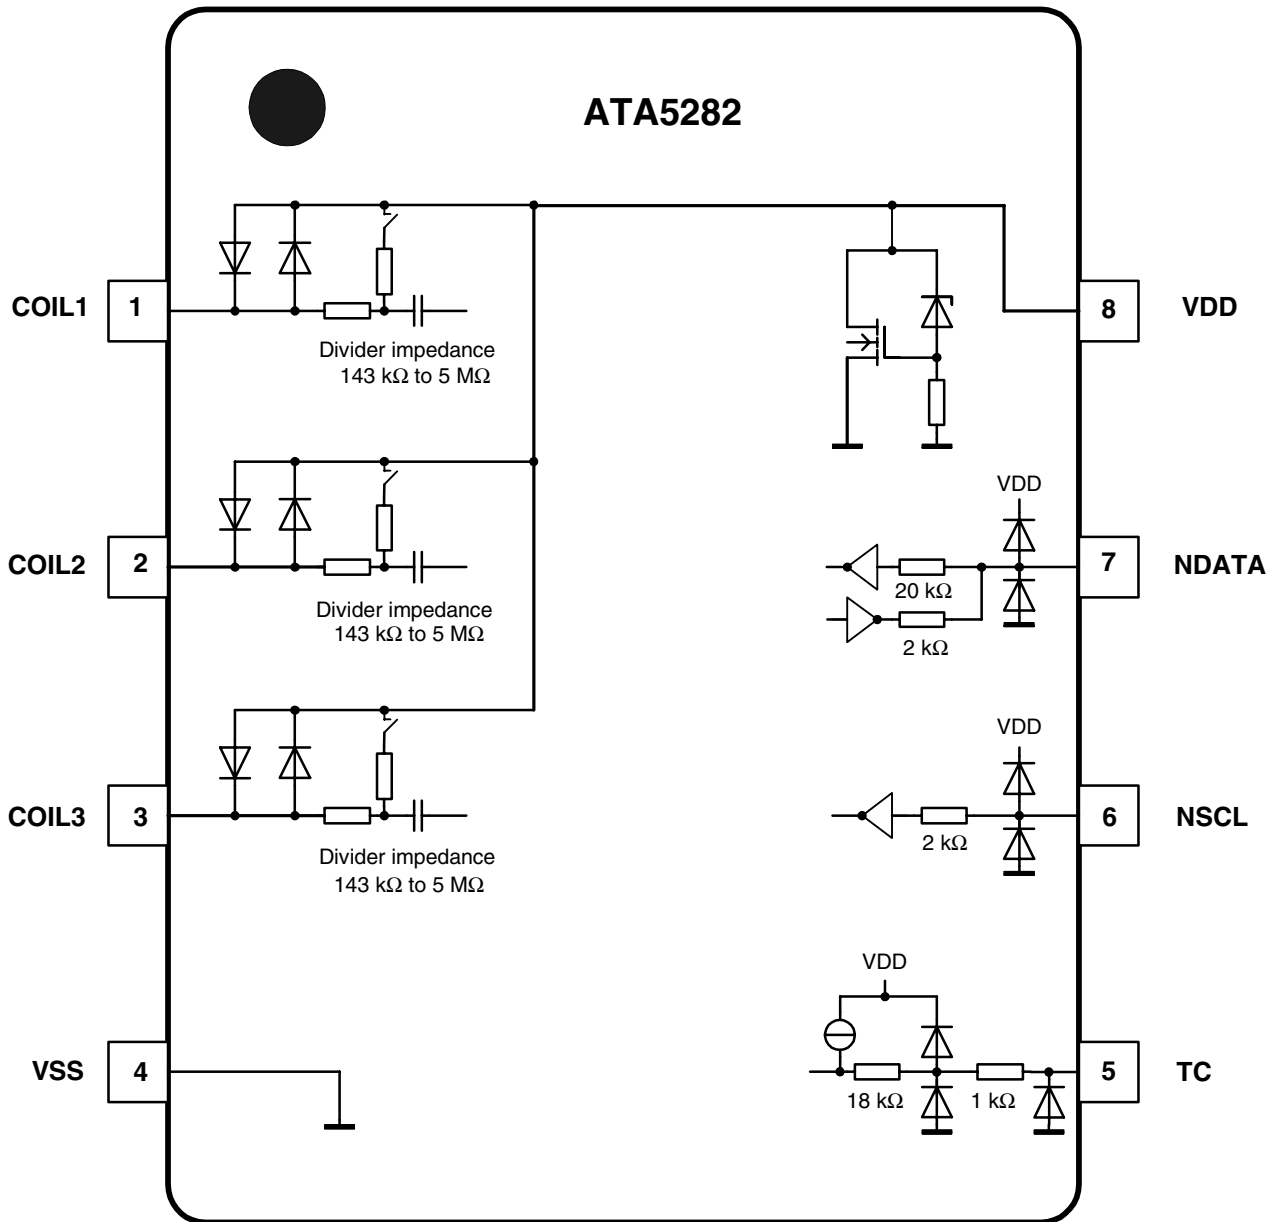 ATA5282
COIL1
1
Divider impedance
143 kΩ to 5 MΩ
8
VDD
COIL2
2
Divider impedance
143 kΩ to 5 MΩ
VDD
20 kΩ
2 kΩ
7
NDATA
COIL3
3
Divider impedance
143 kΩ to 5 MΩ
VDD
2 kΩ
6
NSCL
VSS
4
VDD
18 kΩ
1 kΩ
5
TC